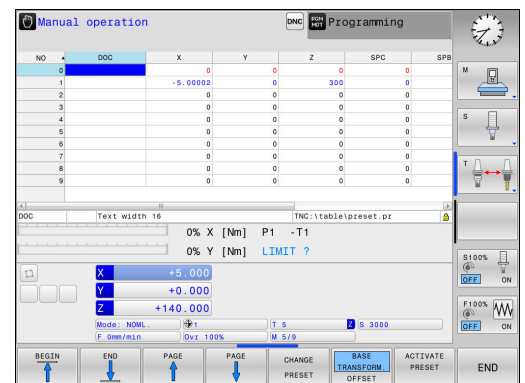 Manual operation
DNC
PGM MGT
Programming
NO DOC X Y Z SPC SPB
0 0 0 0 0
1 -5.00002 0 300 0
2 0 0 0 0
3 0 0 0 0
4 0 0 0 0
5 0 0 0 0
6 0 0 0 0
7 0 0 0 0
8 0 0 0 0
9 0 0 0 0
DOC Text width 16 TNC:\table\preset.pr
0% X [Nm] P1 -T1
0% Y [Nm] LIMIT ?
X +5.000
Y +0.000
Z +140.000
Mode: NOML. 1 T 5 Z S 3000
F 0mm/min Ovr 100% M 5/9
M
S
T
S100%
OFF ON
F100%
OFF ON
BEGIN
END
PAGE
PAGE
CHANGE
PRESET
BASE
TRANSFORM.
OFFSET
ACTIVATE
PRESET
END